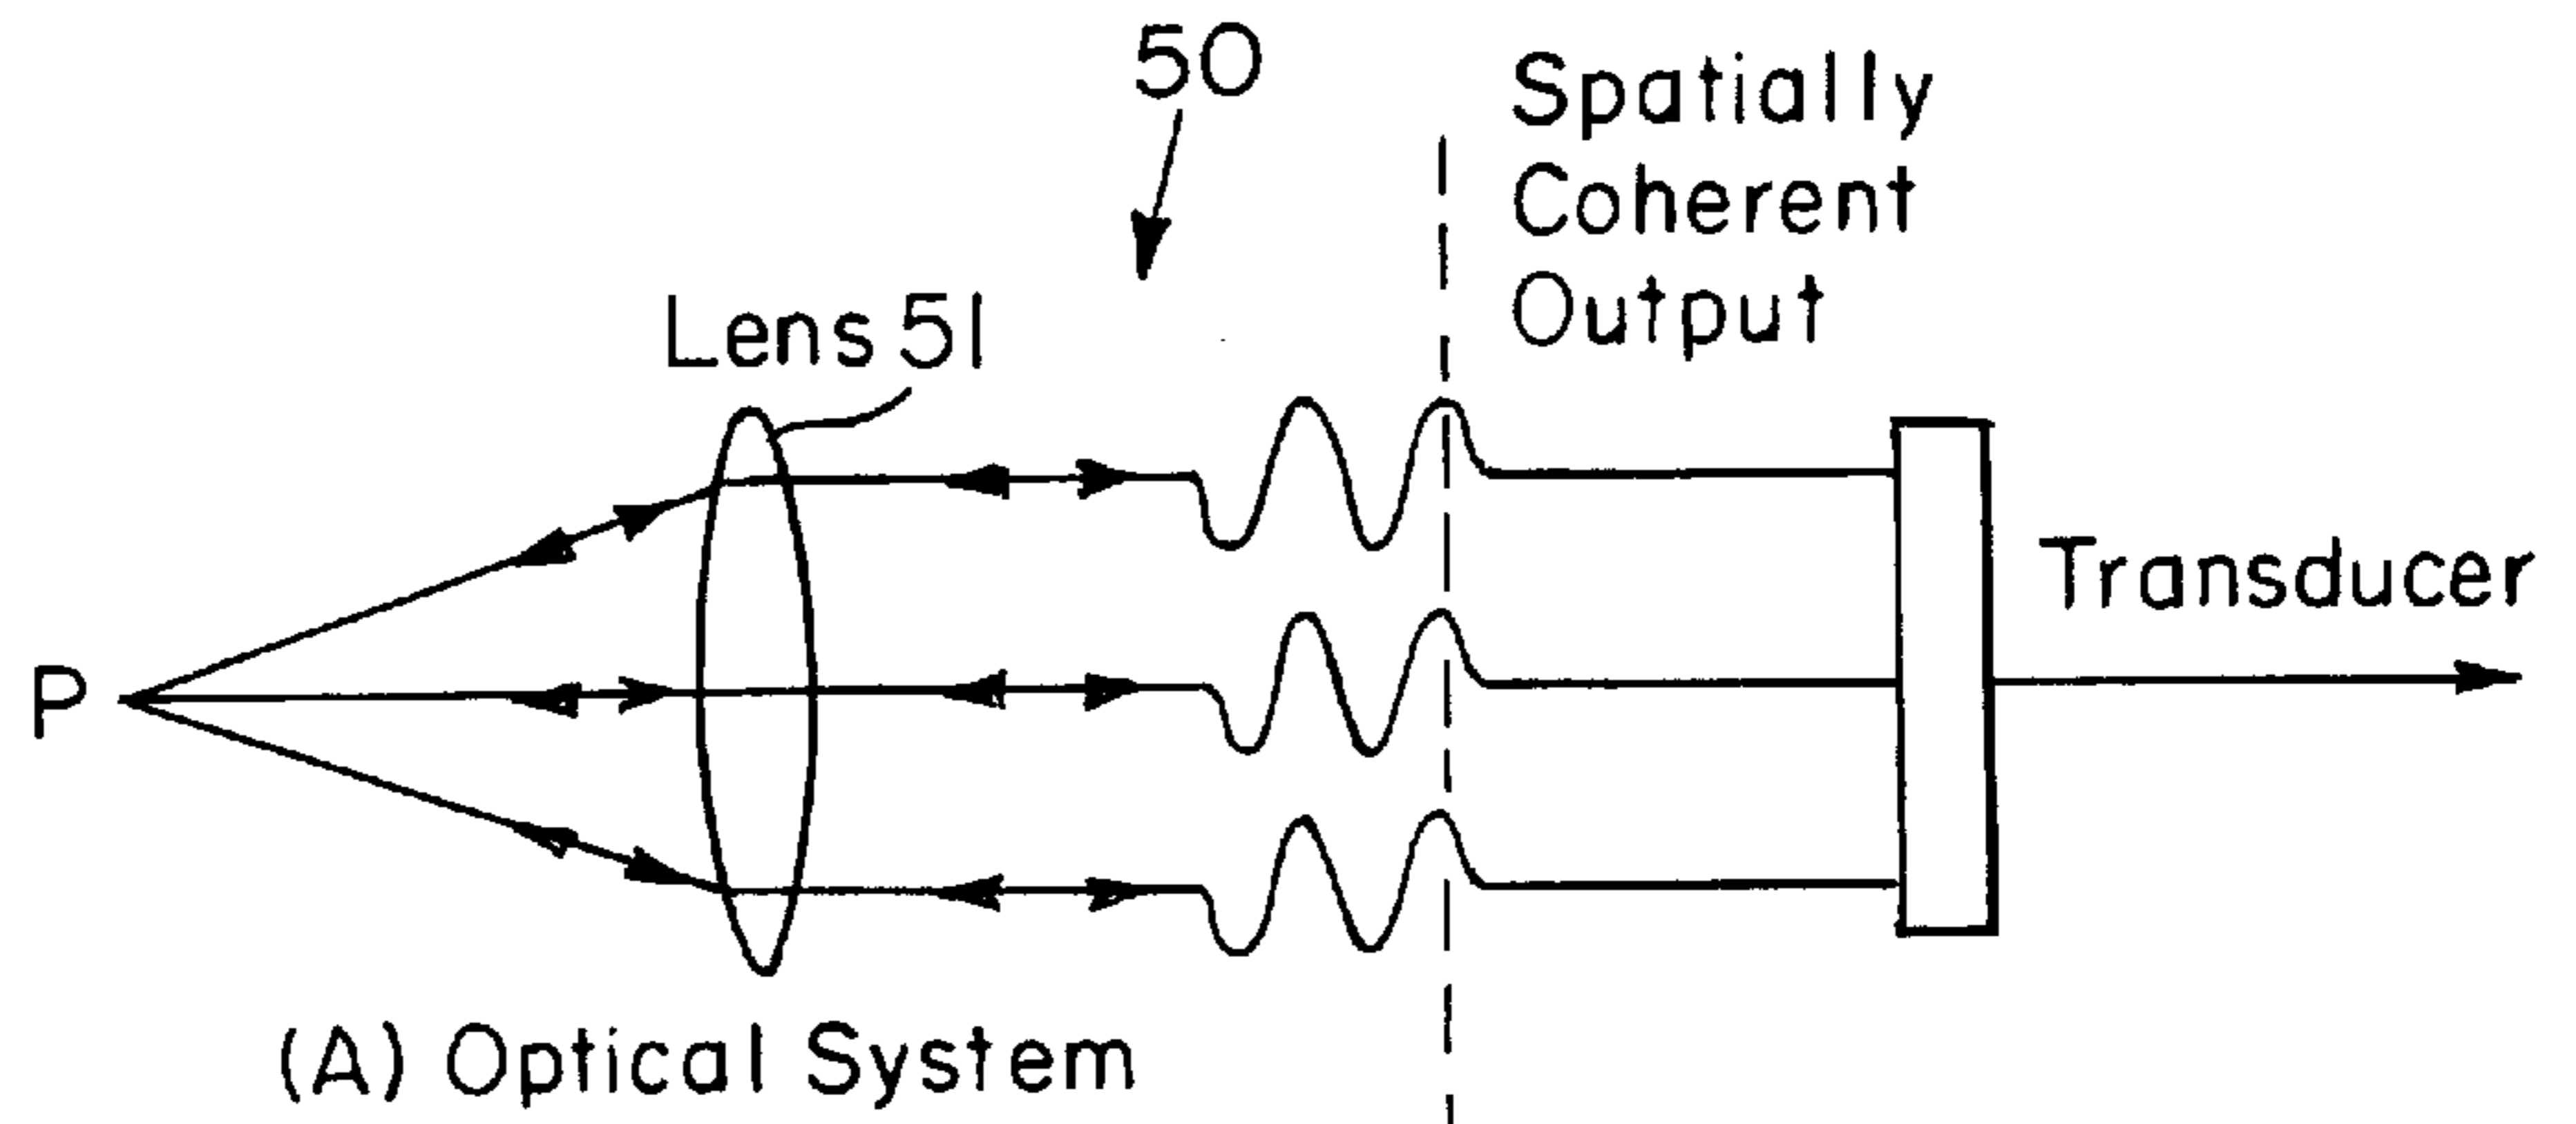 50
Spatially
Coherent
Output
Lens 51
Transducer
P
(A) Optical System